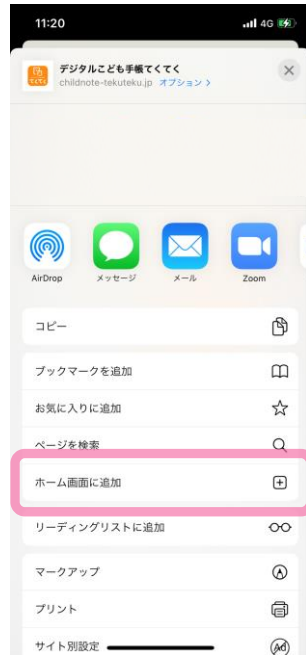 11:20
4G
デジタルこども手帳てくてく
childnote-tekuteku.jp オプション >
AirDrop
メッセージ
メール
Zoom
コピー
ブックマークを追加
お気に入りに追加
ページを検索
ホーム画面に追加
リーディングリストに追加
マークアップ
プリント
サイト別設定
Ad